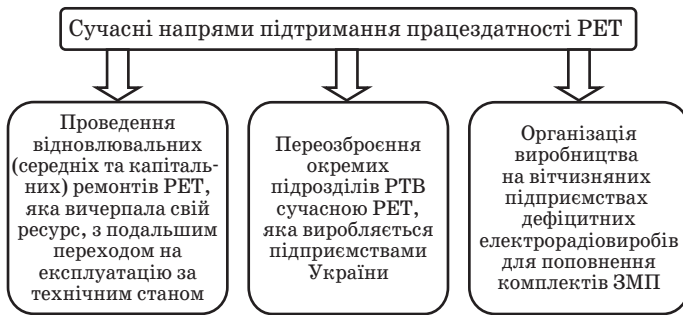 Сучасні напрями підтримання працездатності РЕТ
Проведення
відновлювальних
(середніх та капіталь-
них) ремонтів РЕТ,
яка вичерпала свій
ресурс, з подальшим
переходом на
експлуатацію за
технічним станом
Переозброєння
окремих
підрозділів РТВ
сучасною РЕТ,
яка виробляється
підприємствами
України
Організація
виробництва
на вітчизняних
підприємствах
дефіцитних
електрорадіовиробів
для поповнення
комплектів ЗМП